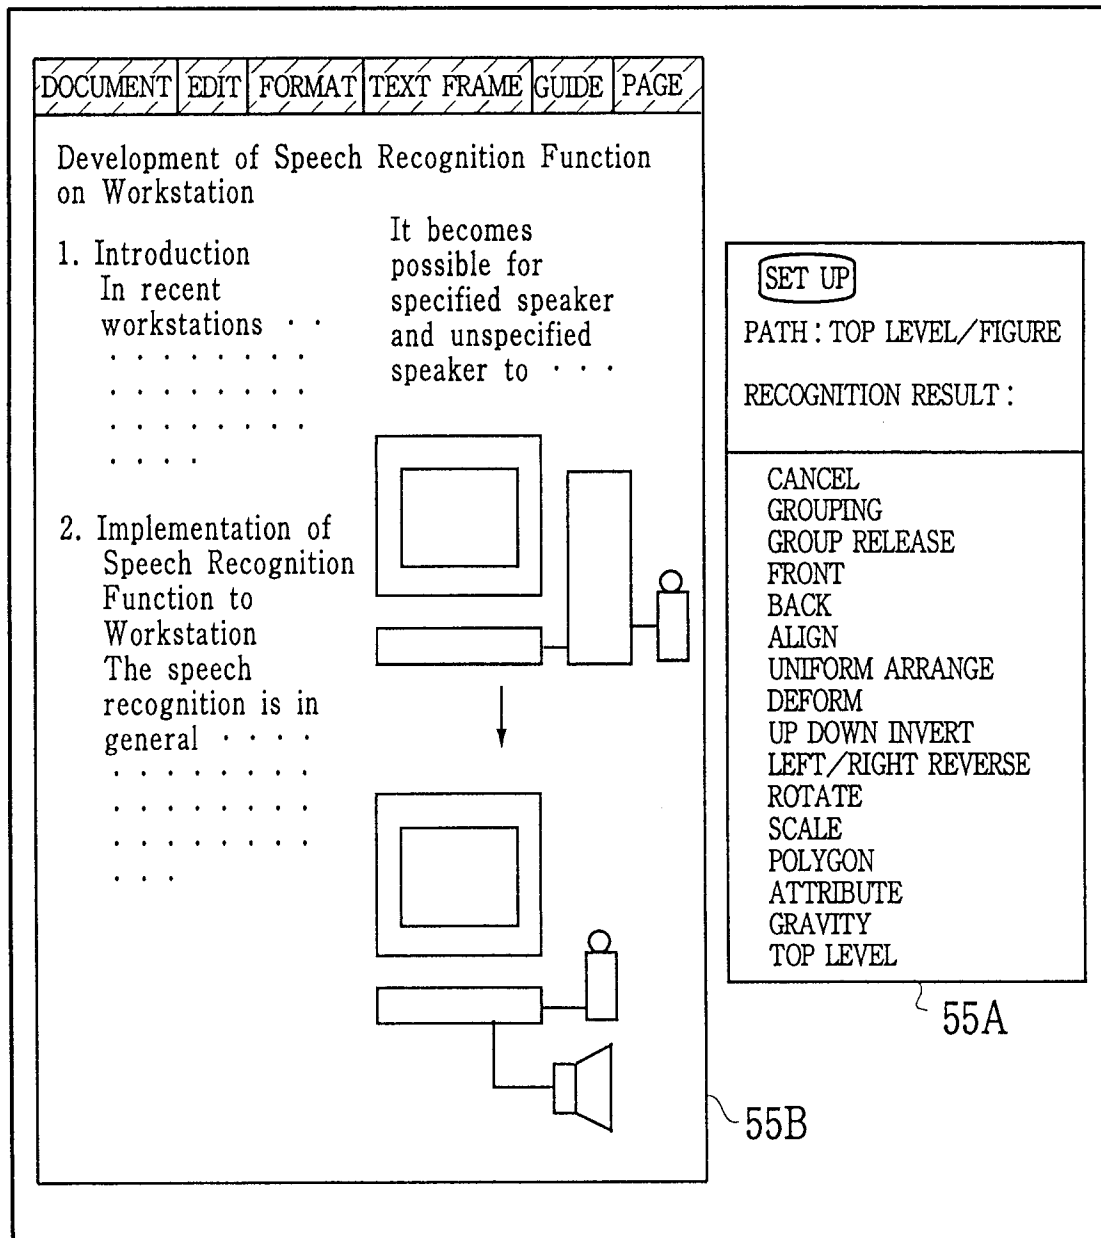 DOCUMENT EDIT FORMAT TEXT FRAME GUIDE PAGE
Development of Speech Recognition Function
on Workstation
1. Introduction
In recent
workstations · ·
· · · · · · · ·
· · · · · · · ·
· · · · · · · ·
· · · ·
2. Implementation of
Speech Recognition
Function to
Workstation
The speech
recognition is in
general · · · ·
· · · · · · · ·
· · · · · · · ·
· · · · · · · ·
· · ·
It becomes
possible for
specified speaker
and unspecified
speaker to · · ·
SET UP
PATH : TOP LEVEL/FIGURE
RECOGNITION RESULT :
CANCEL
GROUPING
GROUP RELEASE
FRONT
BACK
ALIGN
UNIFORM ARRANGE
DEFORM
UP DOWN INVERT
LEFT/RIGHT REVERSE
ROTATE
SCALE
POLYGON
ATTRIBUTE
GRAVITY
TOP LEVEL
55A
55B